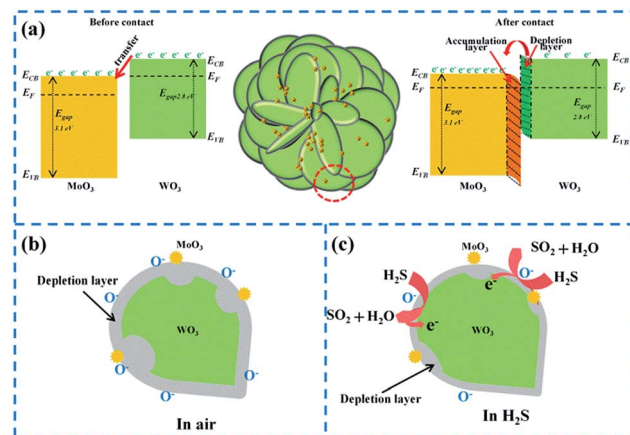 (a)
Before contact
After contact
transfer
e⁻ e⁻ e⁻ e⁻ e⁻
e⁻ e⁻ e⁻ e⁻ e⁻ e⁻
E_CB
E_CB
E_F
E_F
E_gap
3.1 eV
E_gap 2.8 eV
E_VB
E_VB
MoO₃
WO₃
Accumulation
layer
Depletion
layer
E_CB
E_CB
E_F
E_F
E_gap
3.1 eV
E_gap
2.8 eV
E_VB
E_VB
MoO₃
WO₃
(b)
MoO₃
O⁻
O⁻
Depletion layer
O⁻
WO₃
O⁻
O⁻
O⁻
In air
(c)
MoO₃
SO₂ + H₂O
O⁻
H₂S
H₂S
e⁻
O⁻
SO₂ + H₂O
e⁻
WO₃
O⁻
O⁻
Depletion layer
In H₂S